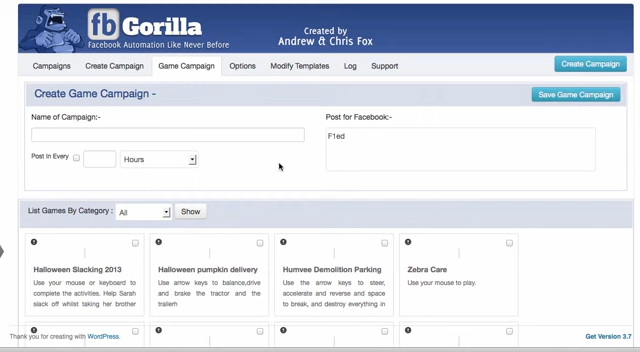 fb Gorilla
Facebook Automation Like Never Before
Created by
Andrew & Chris Fox
Campaigns Create Campaign Game Campaign Options Modify Templates Log Support
Create Campaign
Create Game Campaign -
Save Game Campaign
Name of Campaign:-
Post for Facebook:-
F1ed
Post In Every
Hours
List Games By Category : All Show
Halloween Slacking 2013
Use your mouse or keyboard to
complete the activities. Help Sarah
slack off whilst taking her brother
Halloween pumpkin delivery
Use arrow keys to balance,drive
and brake the tractor and the
trailerh
Humvee Demolition Parking
Use the arrow keys to steer,
accelerate and reverse and space
to break, and destroy everything in
Zebra Care
Use your mouse to play.
Thank you for creating with WordPress.
Get Version 3.7